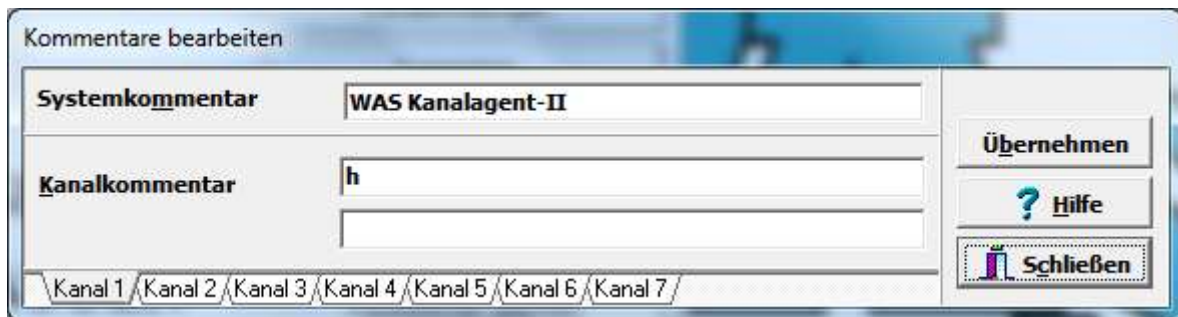 Kommentare bearbeiten
Systemkommentar WAS Kanalagent-II
Kanalkommentar h
Übernehmen
Hilfe
Schließen
Kanal 1 Kanal 2 Kanal 3 Kanal 4 Kanal 5 Kanal 6 Kanal 7